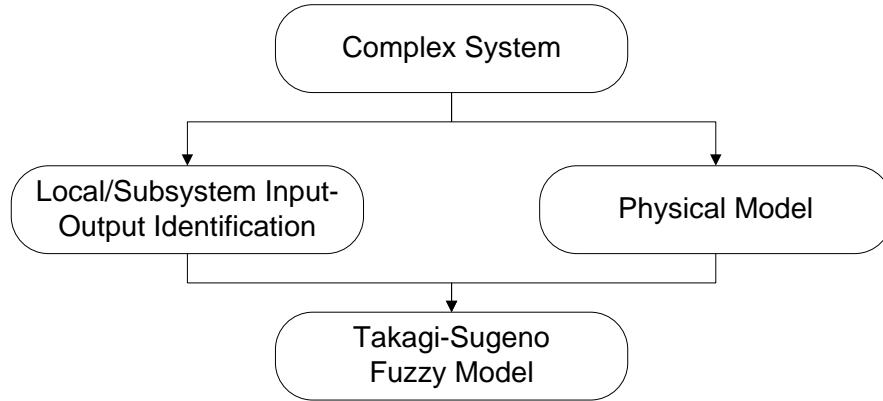 Complex System
Local/Subsystem Input-
Output Identification
Physical Model
Takagi-Sugeno
Fuzzy Model